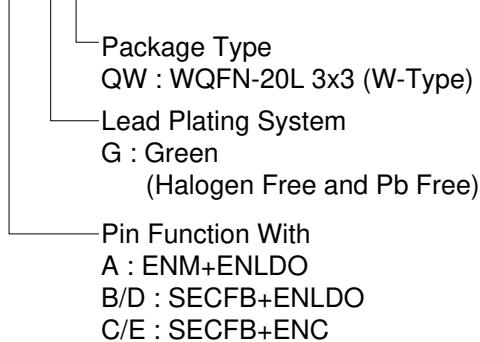 Package Type
QW : WQFN-20L 3x3 (W-Type)
Lead Plating System
G : Green
(Halogen Free and Pb Free)
Pin Function With
A : ENM+ENLDO
B/D : SECFB+ENLDO
C/E : SECFB+ENC